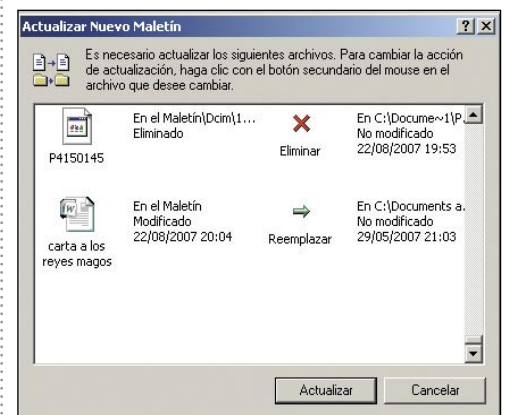 Actualizar Nuevo Maletín
Es necesario actualizar los siguientes archivos. Para cambiar la acción
de actualización, haga clic con el botón secundario del mouse en el
archivo que desee cambiar.
P4150145
En el Maletín\Dcim\1...
Eliminado
Eliminar
En C:\Docume~1\P...
No modificado
22/08/2007 19:53
carta a los
reyes magos
En el Maletín
Modificado
22/08/2007 20:04
Reemplazar
En C:\Documents a.
No modificado
29/05/2007 21:03
Actualizar
Cancelar